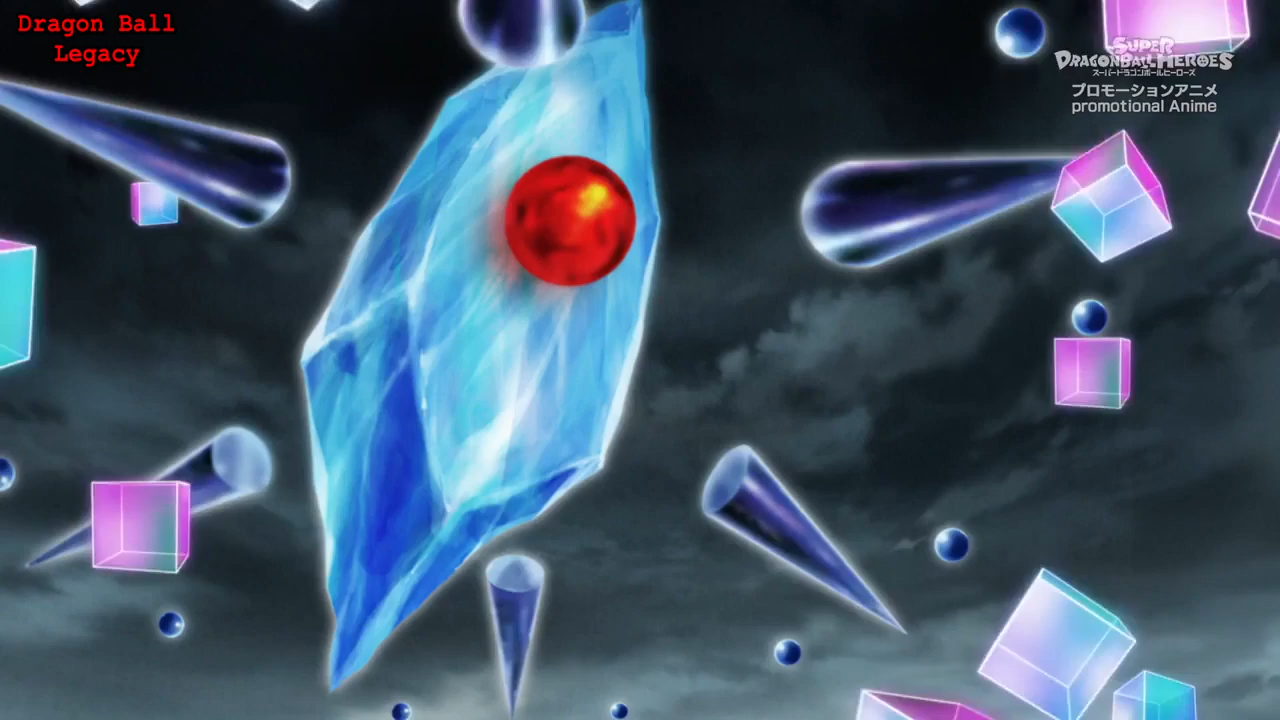 Dragon Ball
Legacy
SUPER
DRAGONBALL HEROES
スーパードラゴンボールヒーローズ
プロモーションアニメ
promotional Anime